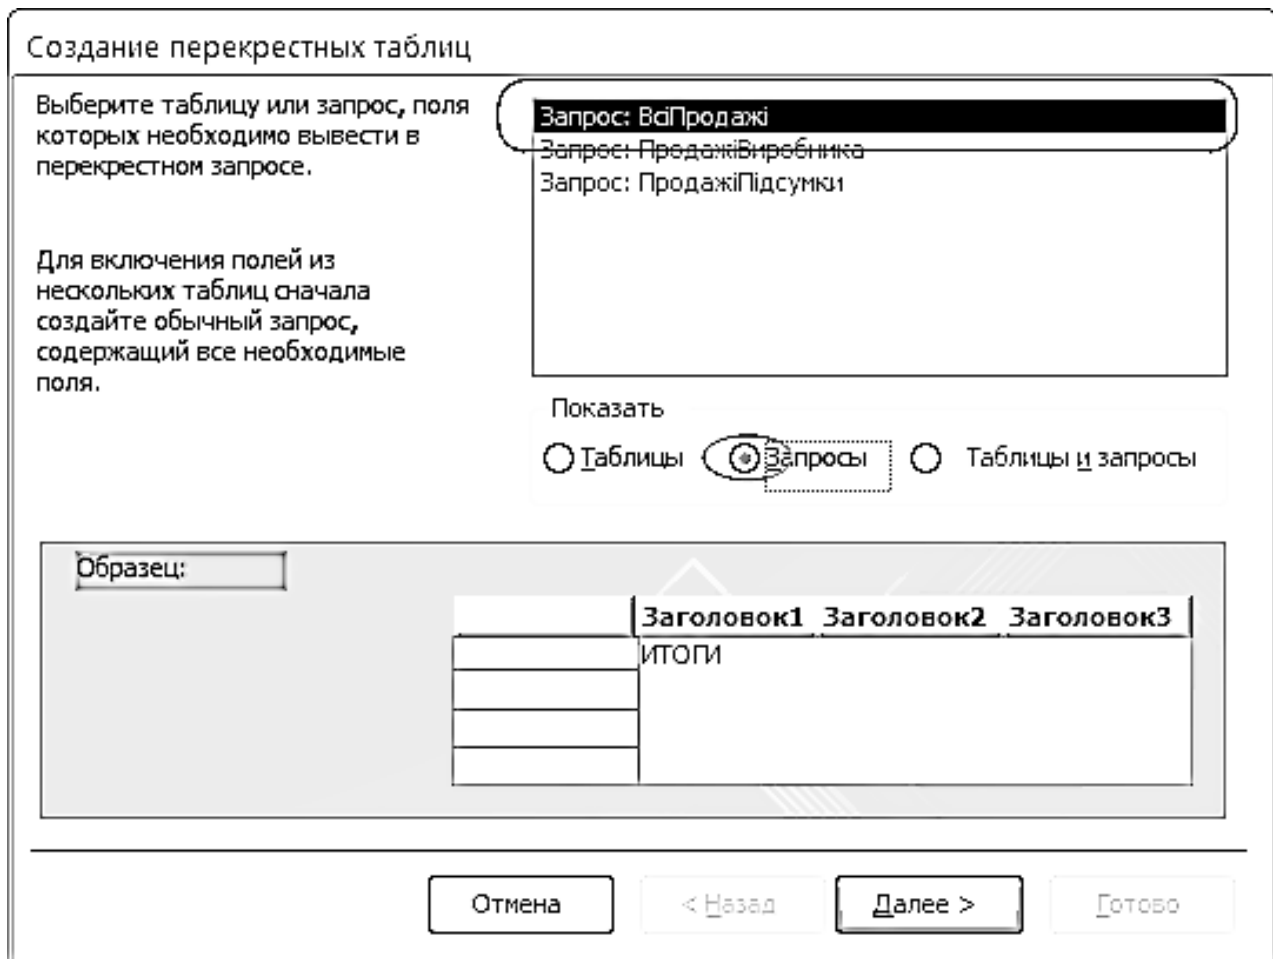 Создание перекрестных таблиц
Выберите таблицу или запрос, поля
которых необходимо вывести в
перекрестном запросе.
Для включения полей из
нескольких таблиц сначала
создайте обычный запрос,
содержащий все необходимые
поля.
Запрос: ВсіПродажі
Запрос: ПродажіВиробника
Запрос: ПродажіПідсумки
Показать
Таблицы Запросы Таблицы и запросы
Образец:
Заголовок1 Заголовок2 Заголовок3
ИТОГИ
Отмена < Назад Далее > Готово